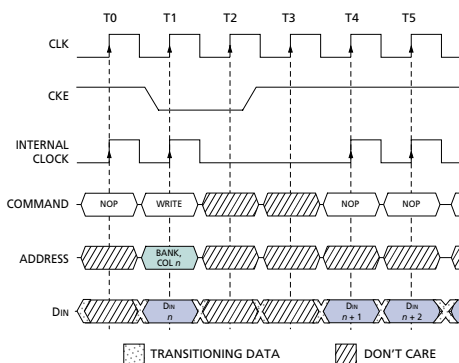 T0 T1 T2 T3 T4 T5
CLK
CKE
INTERNAL
CLOCK
COMMAND NOP WRITE NOP NOP
ADDRESS BANK,
COL n
DIN DIN
n DIN
n + 1 DIN
n + 2
TRANSITIONING DATA DON'T CARE